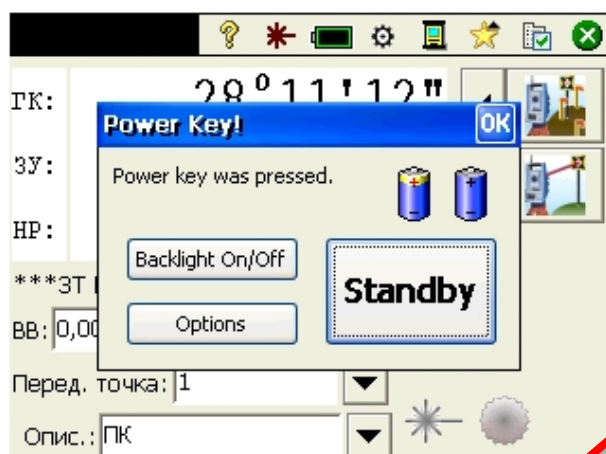 ГК: 28°11'12"
Power Key! OK
ЗУ:
Power key was pressed.
НР:
Backlight On/Off
Standby
***ЗТ
Options
ВВ: 0,00
Перед. точка: 1
Опис.: ПК